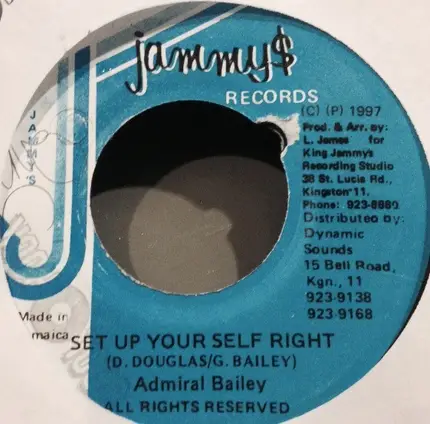 jammy$
RECORDS
JAMMY'S
(C) (P) 1997
Prod. & Arr. by:
L. James for
King Jammy's
Recording Studio
38 St. Lucia Rd.,
Kingston 11.
Phone: 923-8880
Distributed by:
Dynamic
Sounds
15 Bell Road,
Kgn., 11
923-9138
923-9168
Made in
maica
SET UP YOUR SELF RIGHT
(D. DOUGLAS/G. BAILEY)
Admiral Bailey
ALL RIGHTS RESERVED